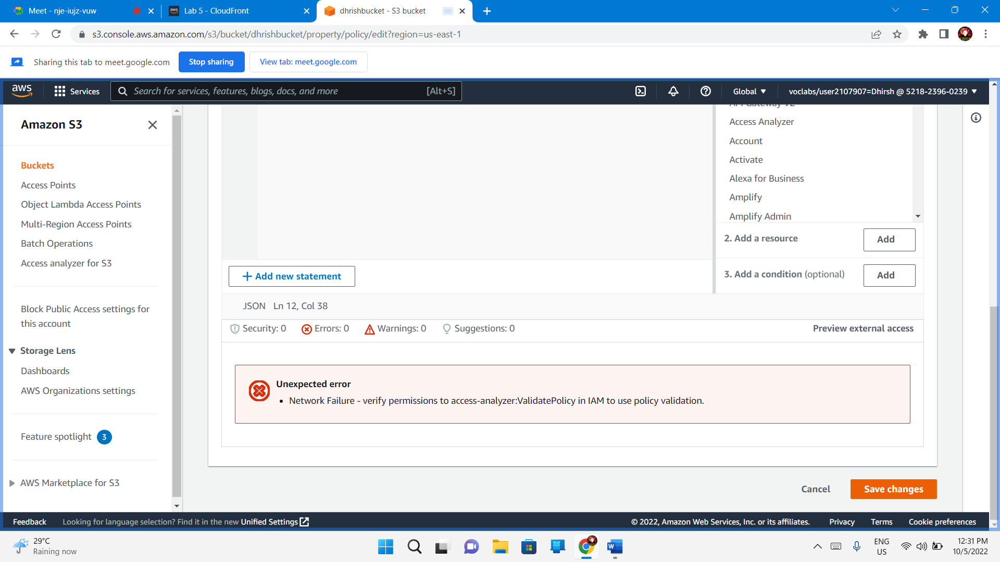 Meet - nje-iujz-vuw
Lab 5 - CloudFront
dhrishbucket - S3 bucket
s3.console.aws.amazon.com/s3/bucket/dhrishbucket/property/policy/edit?region=us-east-1
Sharing this tab to meet.google.com
Stop sharing
View tab: meet.google.com
aws
Services
Search for services, features, blogs, docs, and more
[Alt+S]
Global
voclabs/user2107907=Dhirsh @ 5218-2396-0239
Amazon S3
Buckets
Access Points
Object Lambda Access Points
Multi-Region Access Points
Batch Operations
Access analyzer for S3
Block Public Access settings for
this account
Storage Lens
Dashboards
AWS Organizations settings
Feature spotlight 3
AWS Marketplace for S3
API Gateway V2
Access Analyzer
Account
Activate
Alexa for Business
Amplify
Amplify Admin
2. Add a resource
Add
3. Add a condition (optional)
Add
+ Add new statement
JSON Ln 12, Col 38
Security: 0 Errors: 0 Warnings: 0 Suggestions: 0
Preview external access
Unexpected error
• Network Failure - verify permissions to access-analyzer:ValidatePolicy in IAM to use policy validation.
Cancel
Save changes
Feedback
Looking for language selection? Find it in the new Unified Settings
© 2022, Amazon Web Services, Inc. or its affiliates.
Privacy
Terms
Cookie preferences
29°C
Raining now
ENG
US
12:31 PM
10/5/2022